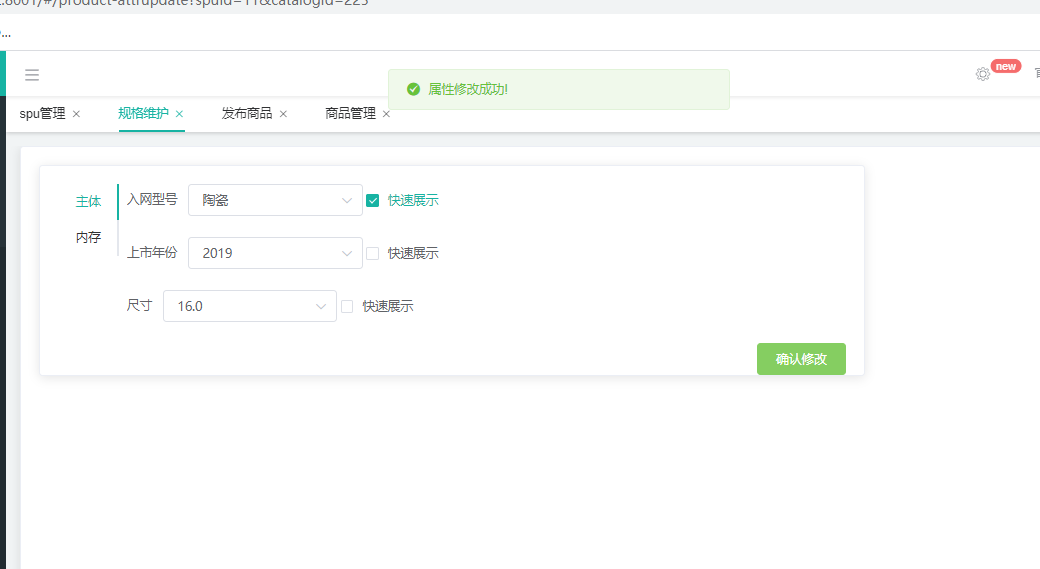 .8001/#/product-attrupdate?spuId=11&catalogId=225
...
new
属性修改成功!
spu管理 × 规格维护 × 发布商品 × 商品管理 ×
主体
内存
入网型号 陶瓷 快速展示
上市年份 2019 快速展示
尺寸 16.0 快速展示
确认修改